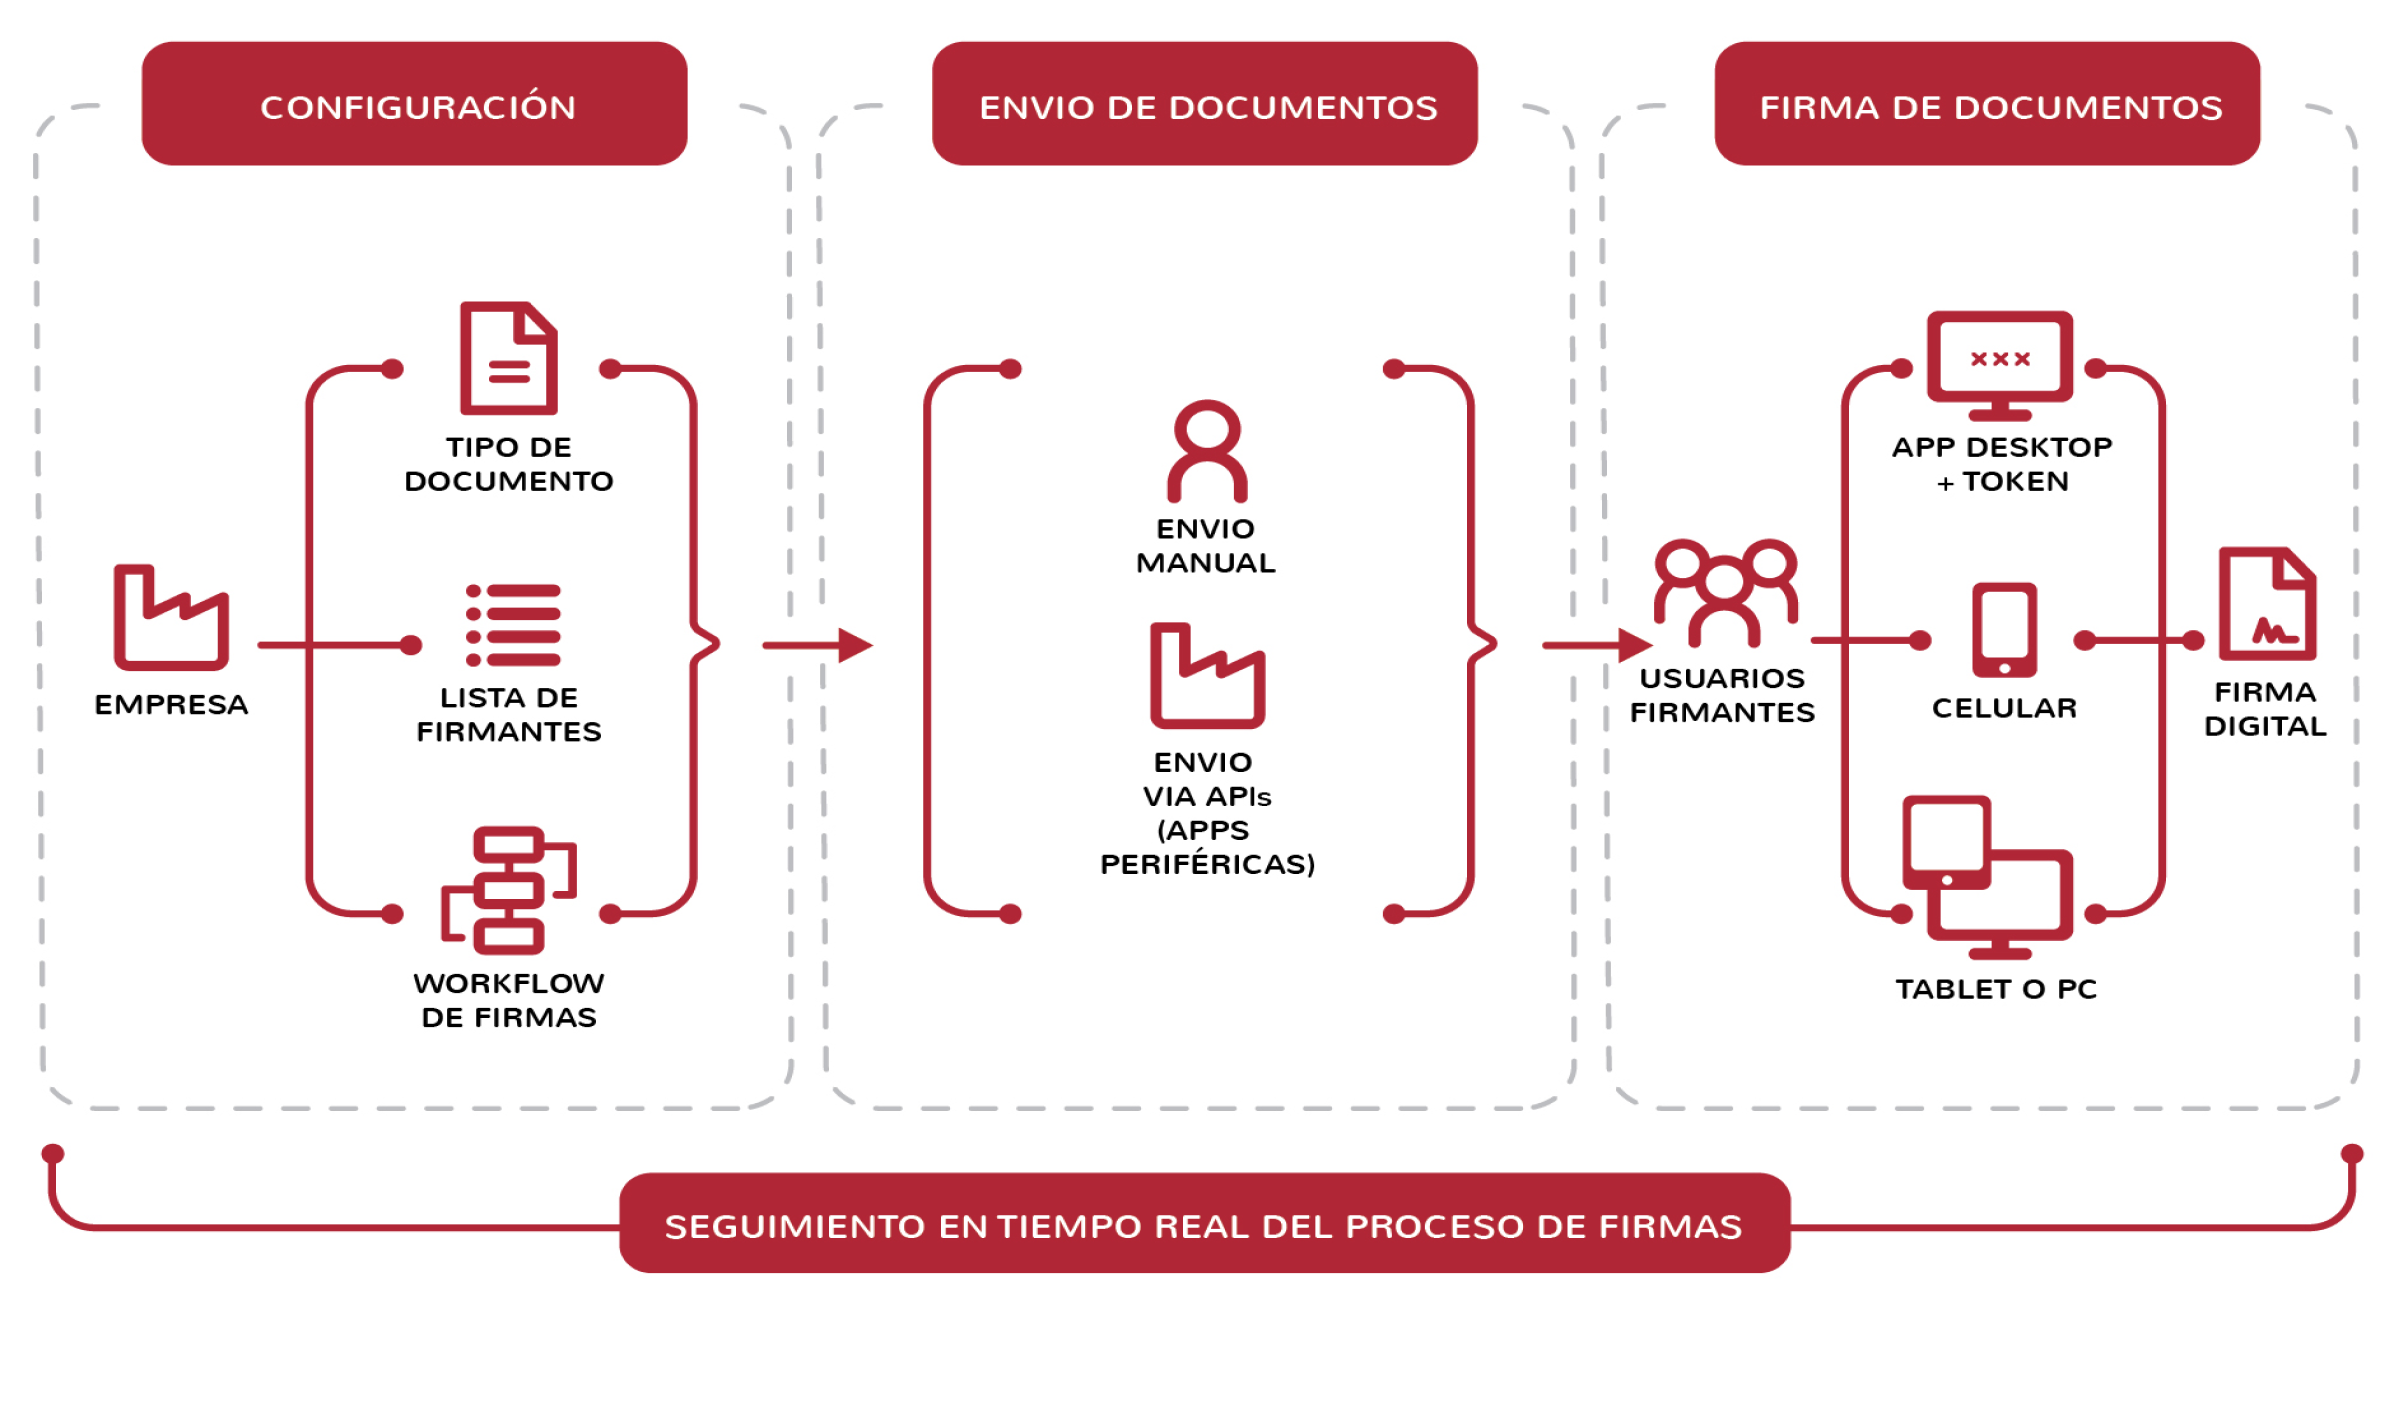 CONFIGURACIÓN
EMPRESA
TIPO DE
DOCUMENTO
LISTA DE
FIRMANTES
WORKFLOW
DE FIRMAS
ENVIO DE DOCUMENTOS
ENVIO
MANUAL
ENVIO
VIA APIs
(APPS
PERIFÉRICAS)
FIRMA DE DOCUMENTOS
USUARIOS
FIRMANTES
APP DESKTOP
+ TOKEN
CELULAR
TABLET O PC
FIRMA
DIGITAL
SEGUIMIENTO EN TIEMPO REAL DEL PROCESO DE FIRMAS